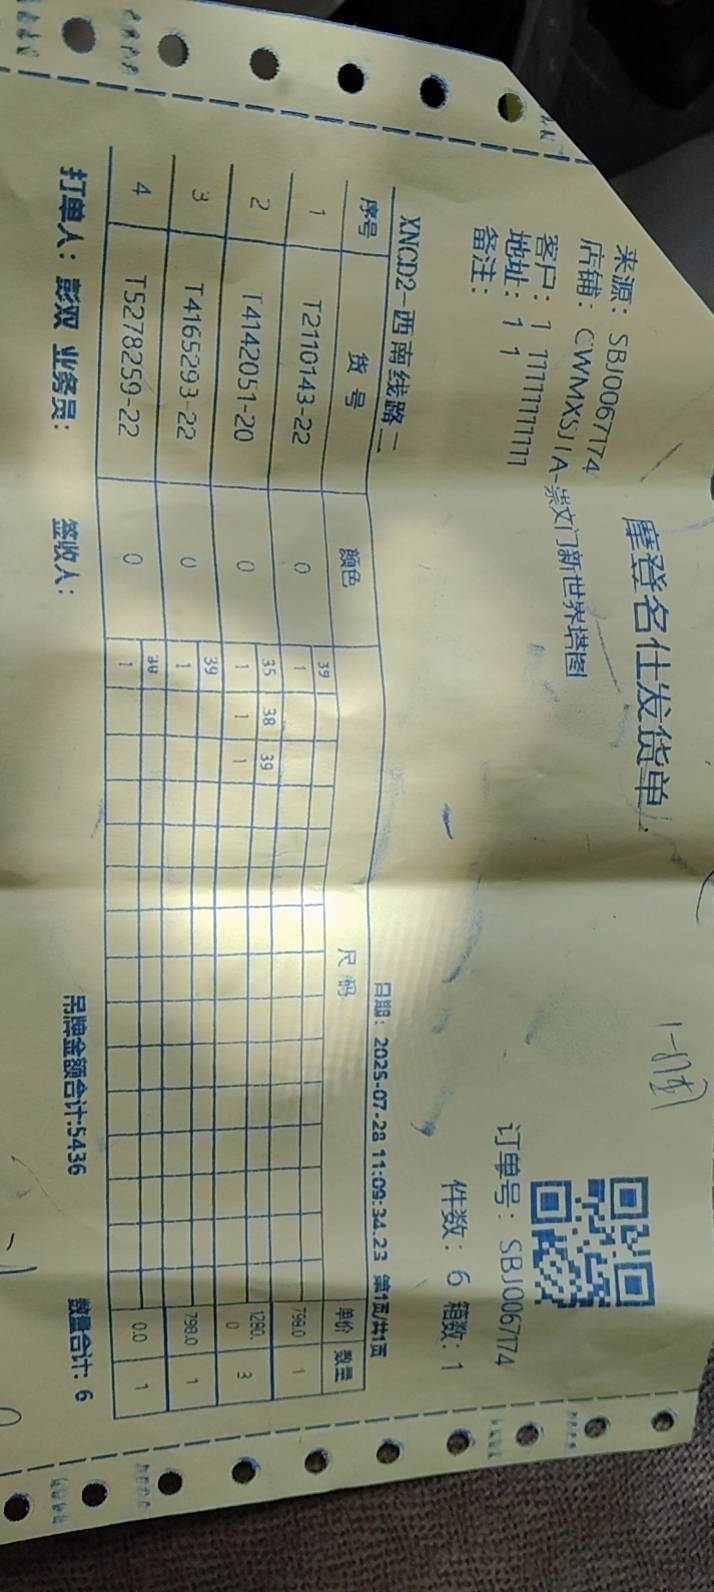 摩登名仕发货单
来源：SBJ0067174
店铺：CWMXSJ1A-崇文门新世界塔图
订单号：SBJ0067174
客户：1 11111111111
地址：1 1
件数：6 箱数：1
备注：
XNCD2-西南线路二
日期：2025-07-28 11:09:34.23 第1页/共1页
序号 货号 颜色 尺码 单价 数量
39
1 T2110143-22 0 1 798.0 1
35 38 39
2 T4142051-20 0 1 1 1 1280.0 3
39
3 T4165293-22 0 1 798.0 1
38
4 T5278259-22 0 1 0.0 1
打单人：彭双 业务员： 签收人： 吊牌金额合计:5436 数量合计: 6